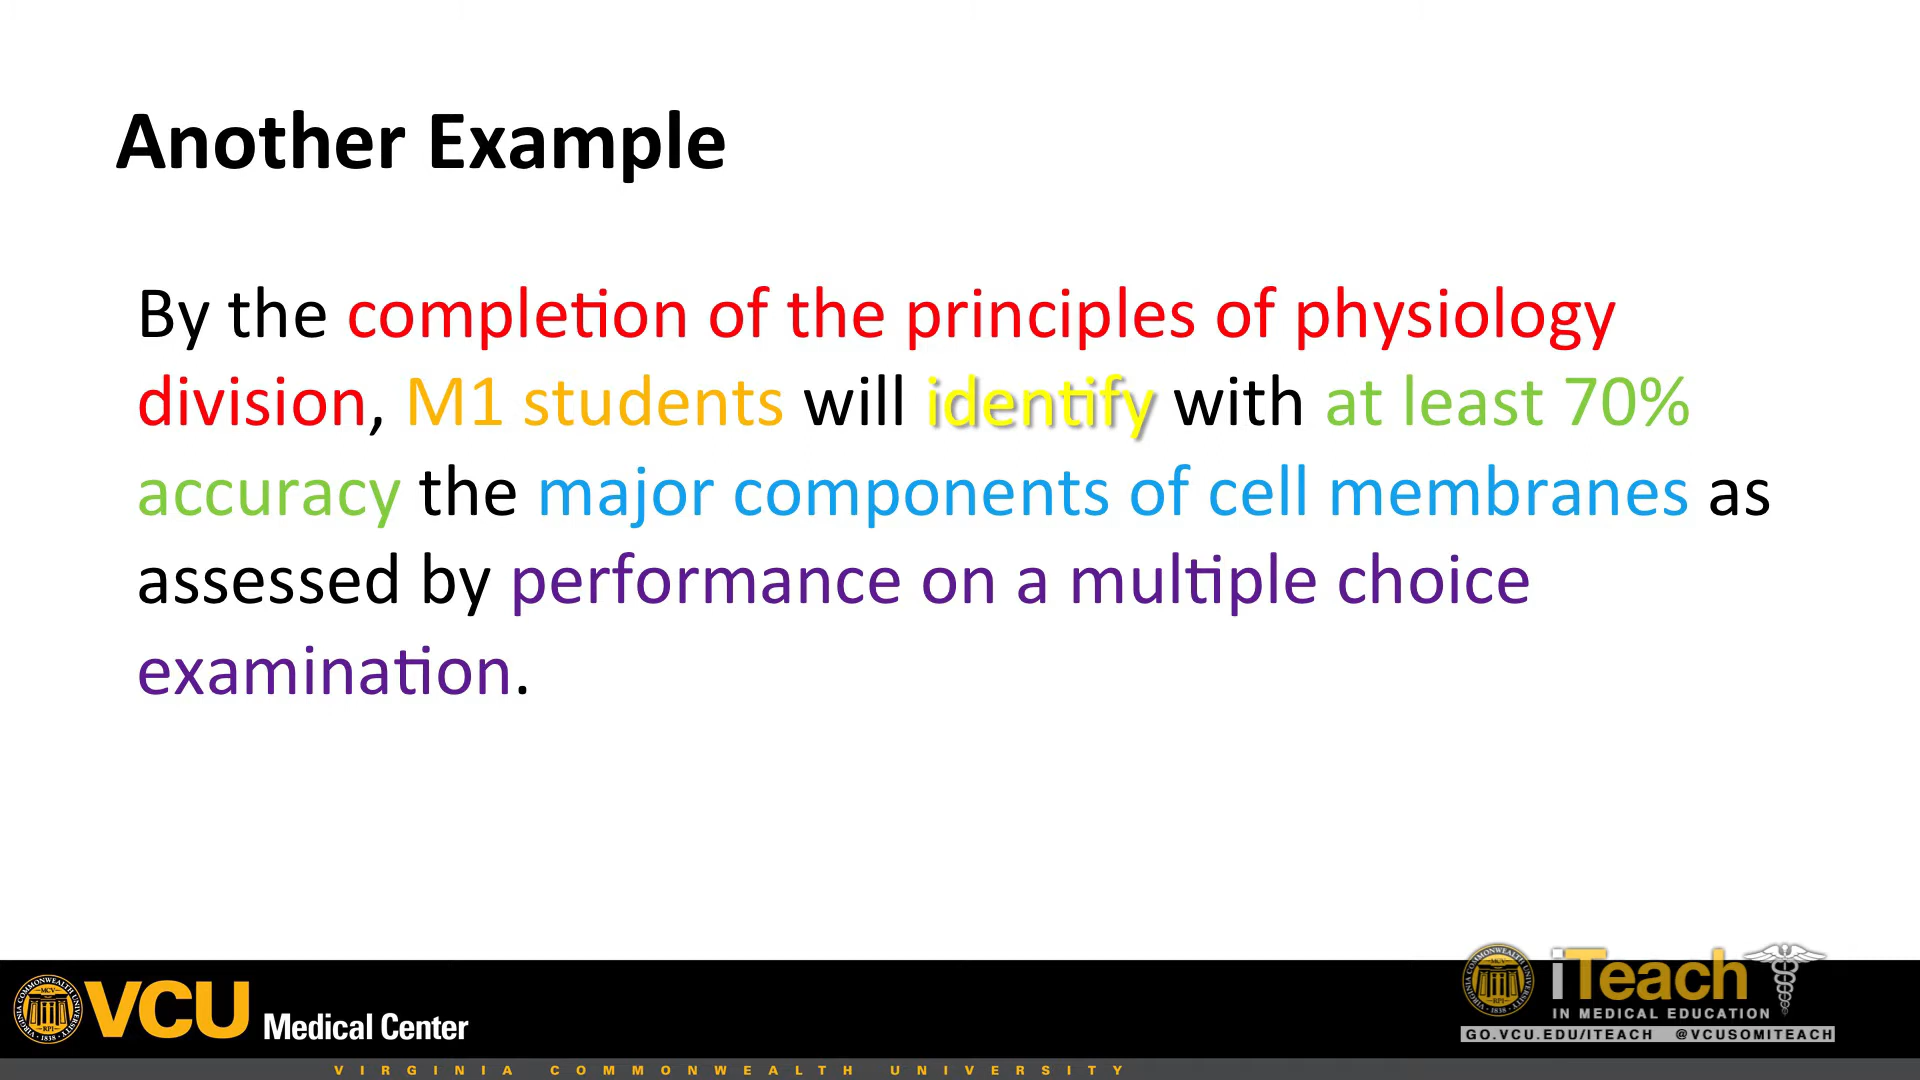 Another Example
By the completion of the principles of physiology
division, M1 students will identify with at least 70%
accuracy the major components of cell membranes as
assessed by performance on a multiple choice
examination.
VCU Medical Center
iTeach
IN MEDICAL EDUCATION
GO.VCU.EDU/ITEACH @VCUSOMITEACH
VIRGINIA COMMONWEALTH UNIVERSITY